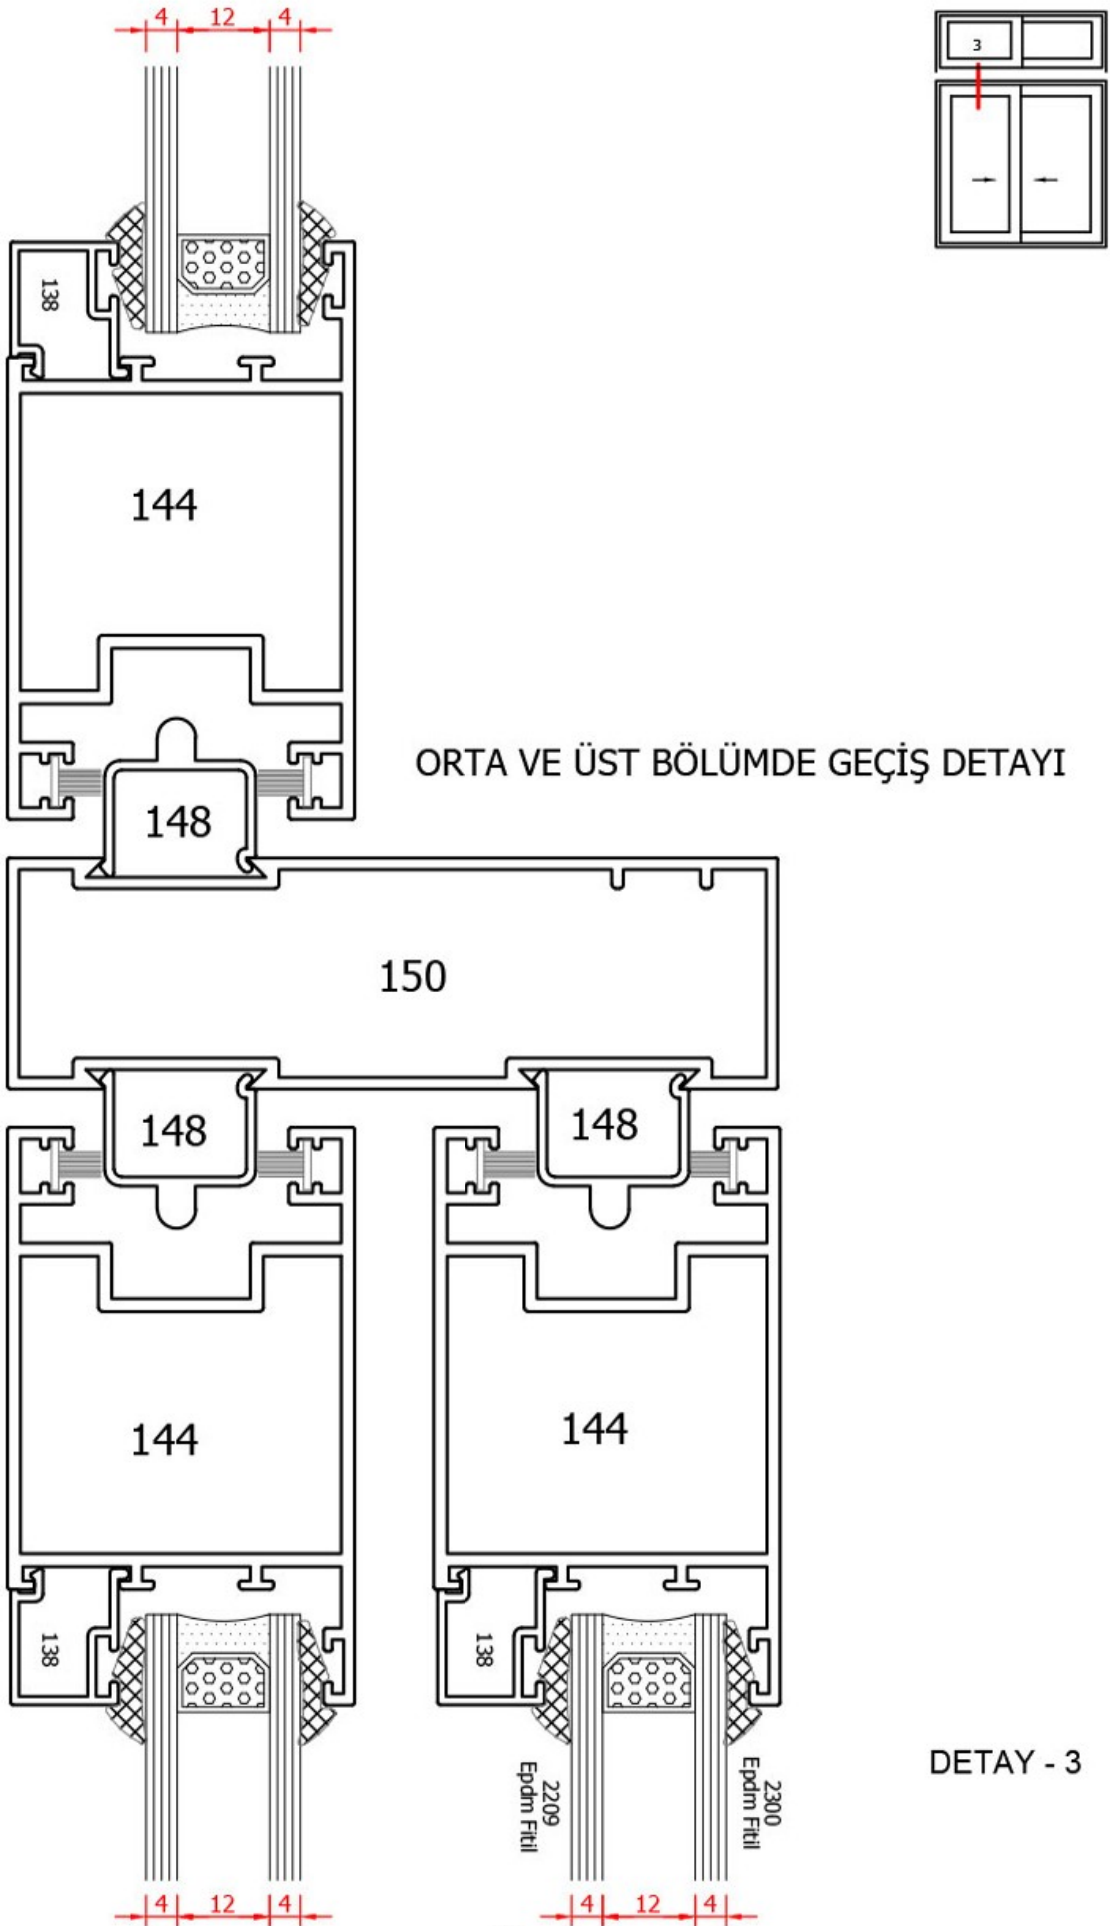 4 12 4
3
138
144
ORTA VE ÜST BÖLÜMDE GEÇİŞ DETAYI
148
150
148
148
144
144
138
138
2209
Epdm Fitil
2300
Epdm Fitil
DETAY - 3
4 12 4
4 12 4